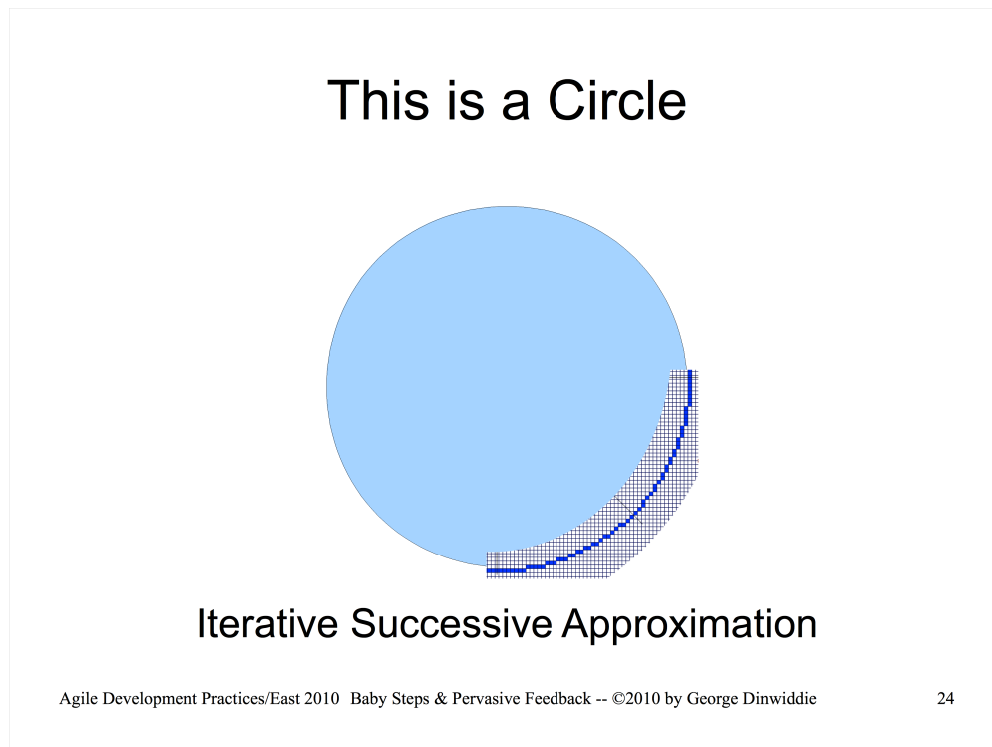 This is a Circle
Iterative Successive Approximation
Agile Development Practices/East 2010 Baby Steps & Pervasive Feedback -- ©2010 by George Dinwiddie 24